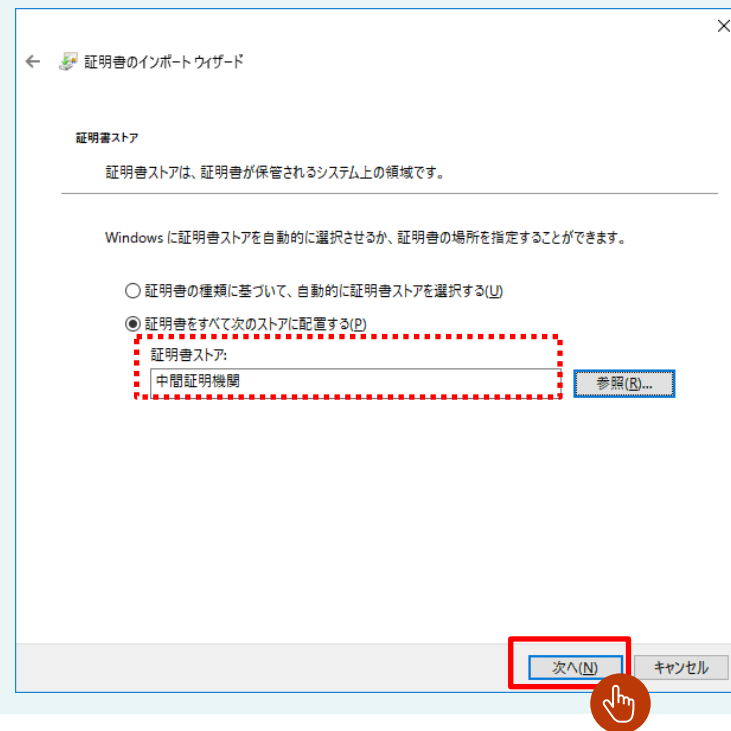 証明書のインポート ウィザード
証明書ストア
証明書ストアは、証明書が保管されるシステム上の領域です。
Windows に証明書ストアを自動的に選択させるか、証明書の場所を指定することができます。
証明書の種類に基づいて、自動的に証明書ストアを選択する(U)
証明書をすべて次のストアに配置する(P)
証明書ストア:
中間証明機関
参照(R)...
次へ(N)
キャンセル